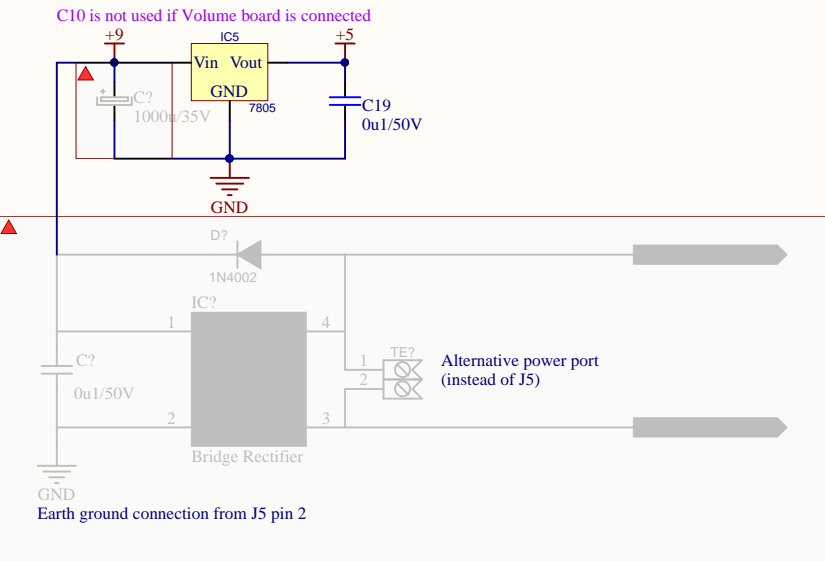 C10 is not used if Volume board is connected
+9
IC5
+5
Vin Vout
GND
7805
+
C?
1000u/35V
C19
0u1/50V
GND
D?
1N4002
IC?
1
4
TE?
1
2
Alternative power port
(instead of J5)
C?
0u1/50V
2
3
Bridge Rectifier
GND
Earth ground connection from J5 pin 2